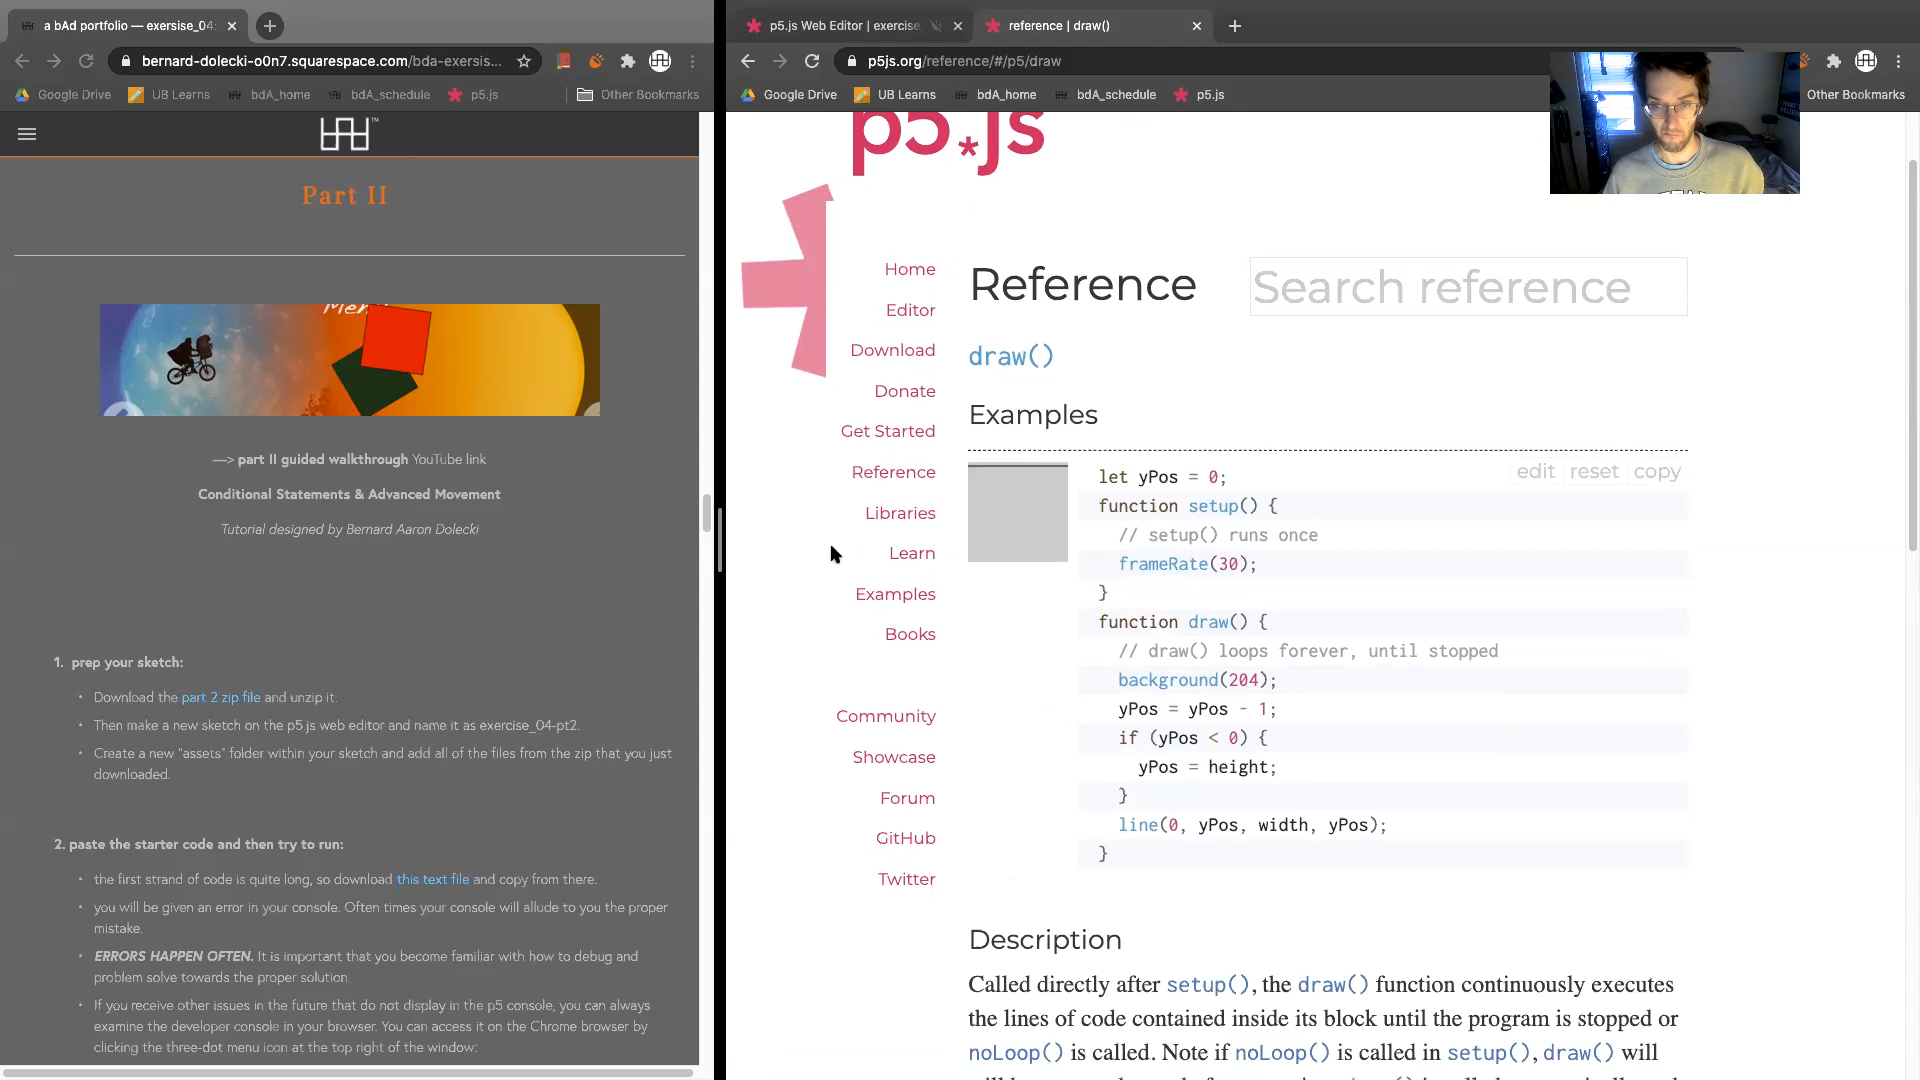 a bAd portfolio — exersise_04:
bernard-dolecki-o0n7.squarespace.com/bda-exersis...
Google Drive
UB Learns
bdA_home
bdA_schedule
p5.js
Other Bookmarks
Part II
—> part II guided walkthrough YouTube link
Conditional Statements & Advanced Movement
Tutorial designed by Bernard Aaron Dolecki
1. prep your sketch:
• Download the part 2 zip file and unzip it.
• Then make a new sketch on the p5.js web editor and name it as exercise_04-pt2.
• Create a new "assets" folder within your sketch and add all of the files from the zip that you just
downloaded.
2. paste the starter code and then try to run:
• the first strand of code is quite long, so download this text file and copy from there.
• you will be given an error in your console. Often times your console will allude to you the proper
mistake.
• ERRORS HAPPEN OFTEN. It is important that you become familiar with how to debug and
problem solve towards the proper solution.
• If you receive other issues in the future that do not display in the p5 console, you can always
examine the developer console in your browser. You can access it on the Chrome browser by
clicking the three-dot menu icon at the top right of the window:
p5.js Web Editor | exercise
reference | draw()
p5js.org/reference/#/p5/draw
Google Drive
UB Learns
bdA_home
bdA_schedule
p5.js
Other Bookmarks
p5*js
Home
Editor
Download
Donate
Get Started
Reference
Libraries
Learn
Examples
Books
Community
Showcase
Forum
GitHub
Twitter
Reference
Search reference
draw()
Examples
edit reset copy
let yPos = 0;
function setup() {
// setup() runs once
frameRate(30);
}
function draw() {
// draw() loops forever, until stopped
background(204);
yPos = yPos - 1;
if (yPos < 0) {
yPos = height;
}
line(0, yPos, width, yPos);
}
Description
Called directly after setup(), the draw() function continuously executes
the lines of code contained inside its block until the program is stopped or
noLoop() is called. Note if noLoop() is called in setup(), draw() will